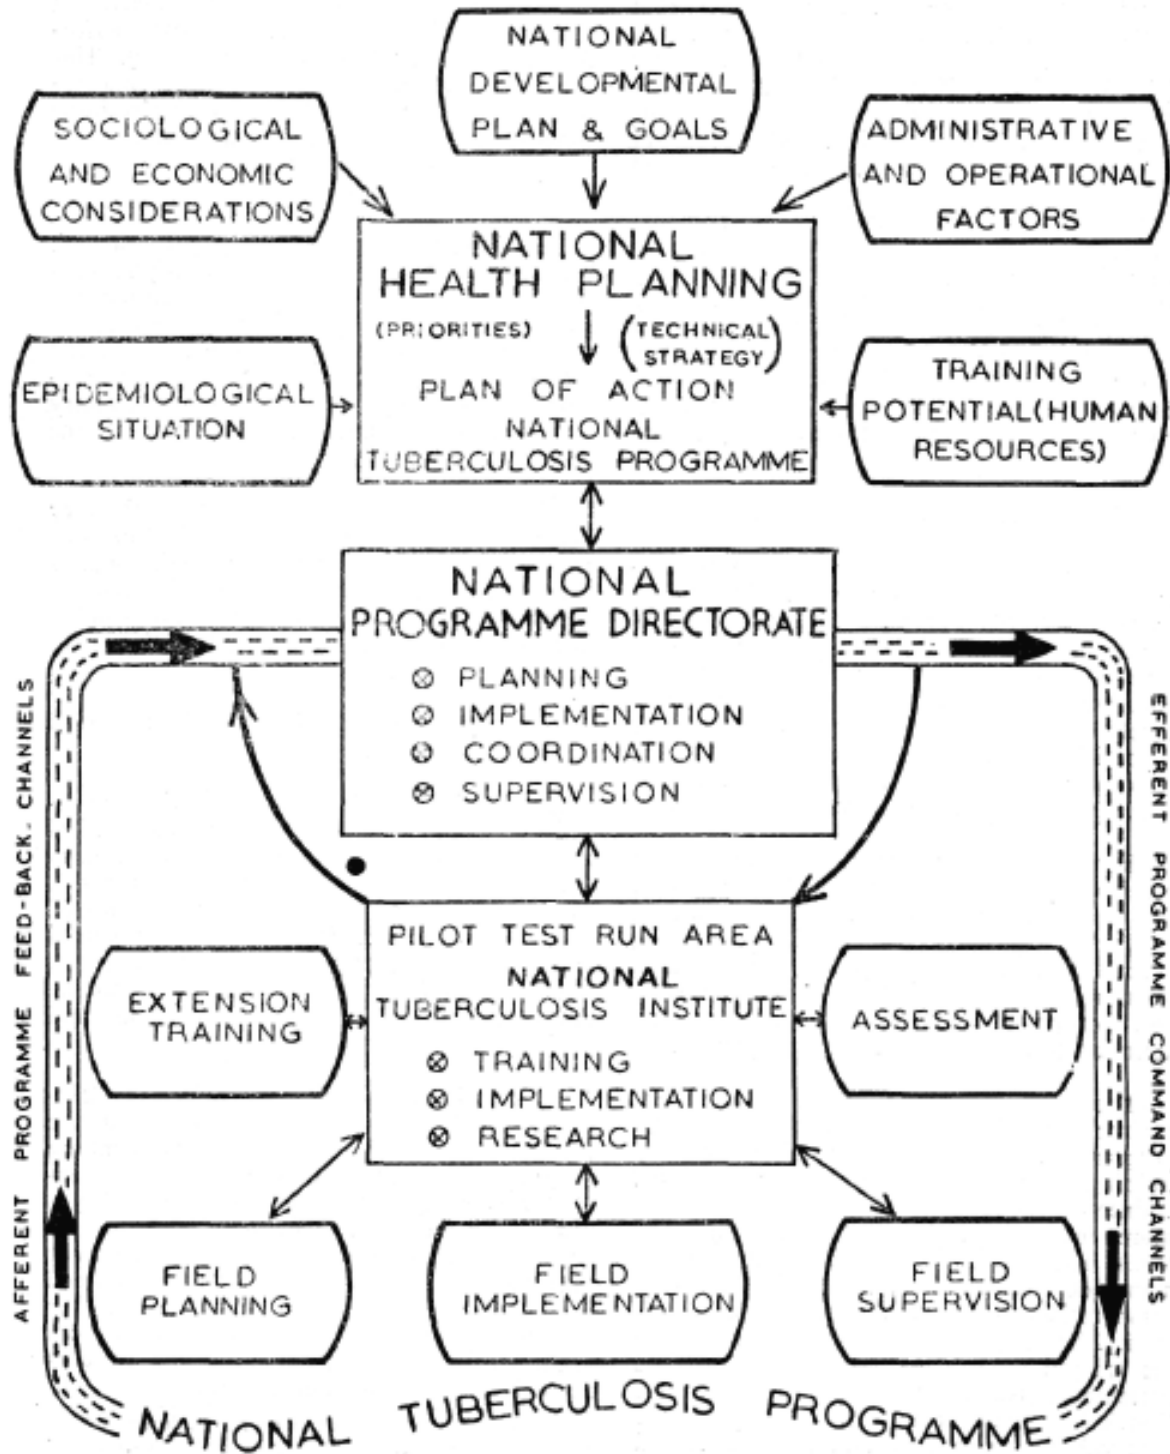 NATIONAL
DEVELOPMENTAL
PLAN & GOALS
SOCIOLOGICAL
AND ECONOMIC
CONSIDERATIONS
ADMINISTRATIVE
AND OPERATIONAL
FACTORS
NATIONAL
HEALTH PLANNING
(PRIORITIES)
(TECHNICAL
STRATEGY)
PLAN OF ACTION
NATIONAL
TUBERCULOSIS PROGRAMME
EPIDEMIOLOGICAL
SITUATION
TRAINING
POTENTIAL(HUMAN
RESOURCES)
NATIONAL
PROGRAMME DIRECTORATE
⊗ PLANNING
⊗ IMPLEMENTATION
⊗ COORDINATION
⊗ SUPERVISION
AFFERENT PROGRAMME FEED-BACK. CHANNELS
EFFERENT PROGRAMME COMMAND CHANNELS
PILOT TEST RUN AREA
NATIONAL
TUBERCULOSIS INSTITUTE
⊗ TRAINING
⊗ IMPLEMENTATION
⊗ RESEARCH
EXTENSION
TRAINING
ASSESSMENT
FIELD
PLANNING
FIELD
IMPLEMENTATION
FIELD
SUPERVISION
NATIONAL TUBERCULOSIS PROGRAMME